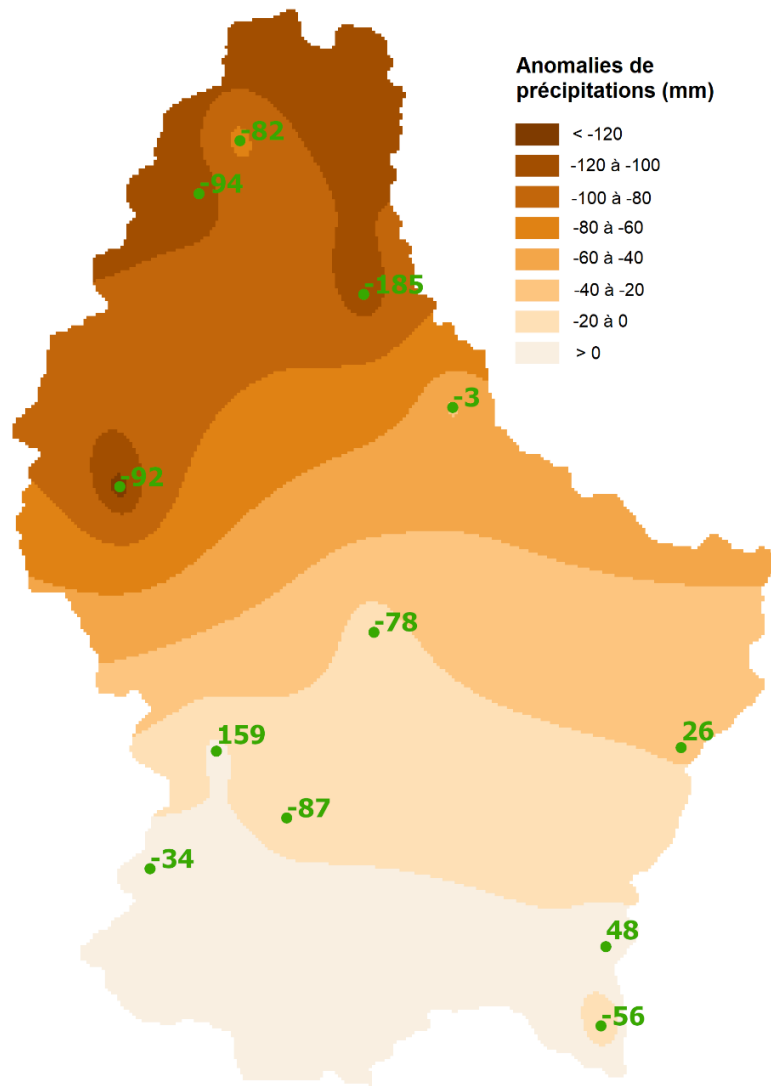 Anomalies de
précipitations (mm)
< -120
-120 à -100
-100 à -80
-80 à -60
-60 à -40
-40 à -20
-20 à 0
> 0
-82
-94
-185
-3
-92
-78
159
26
-87
-34
48
-56